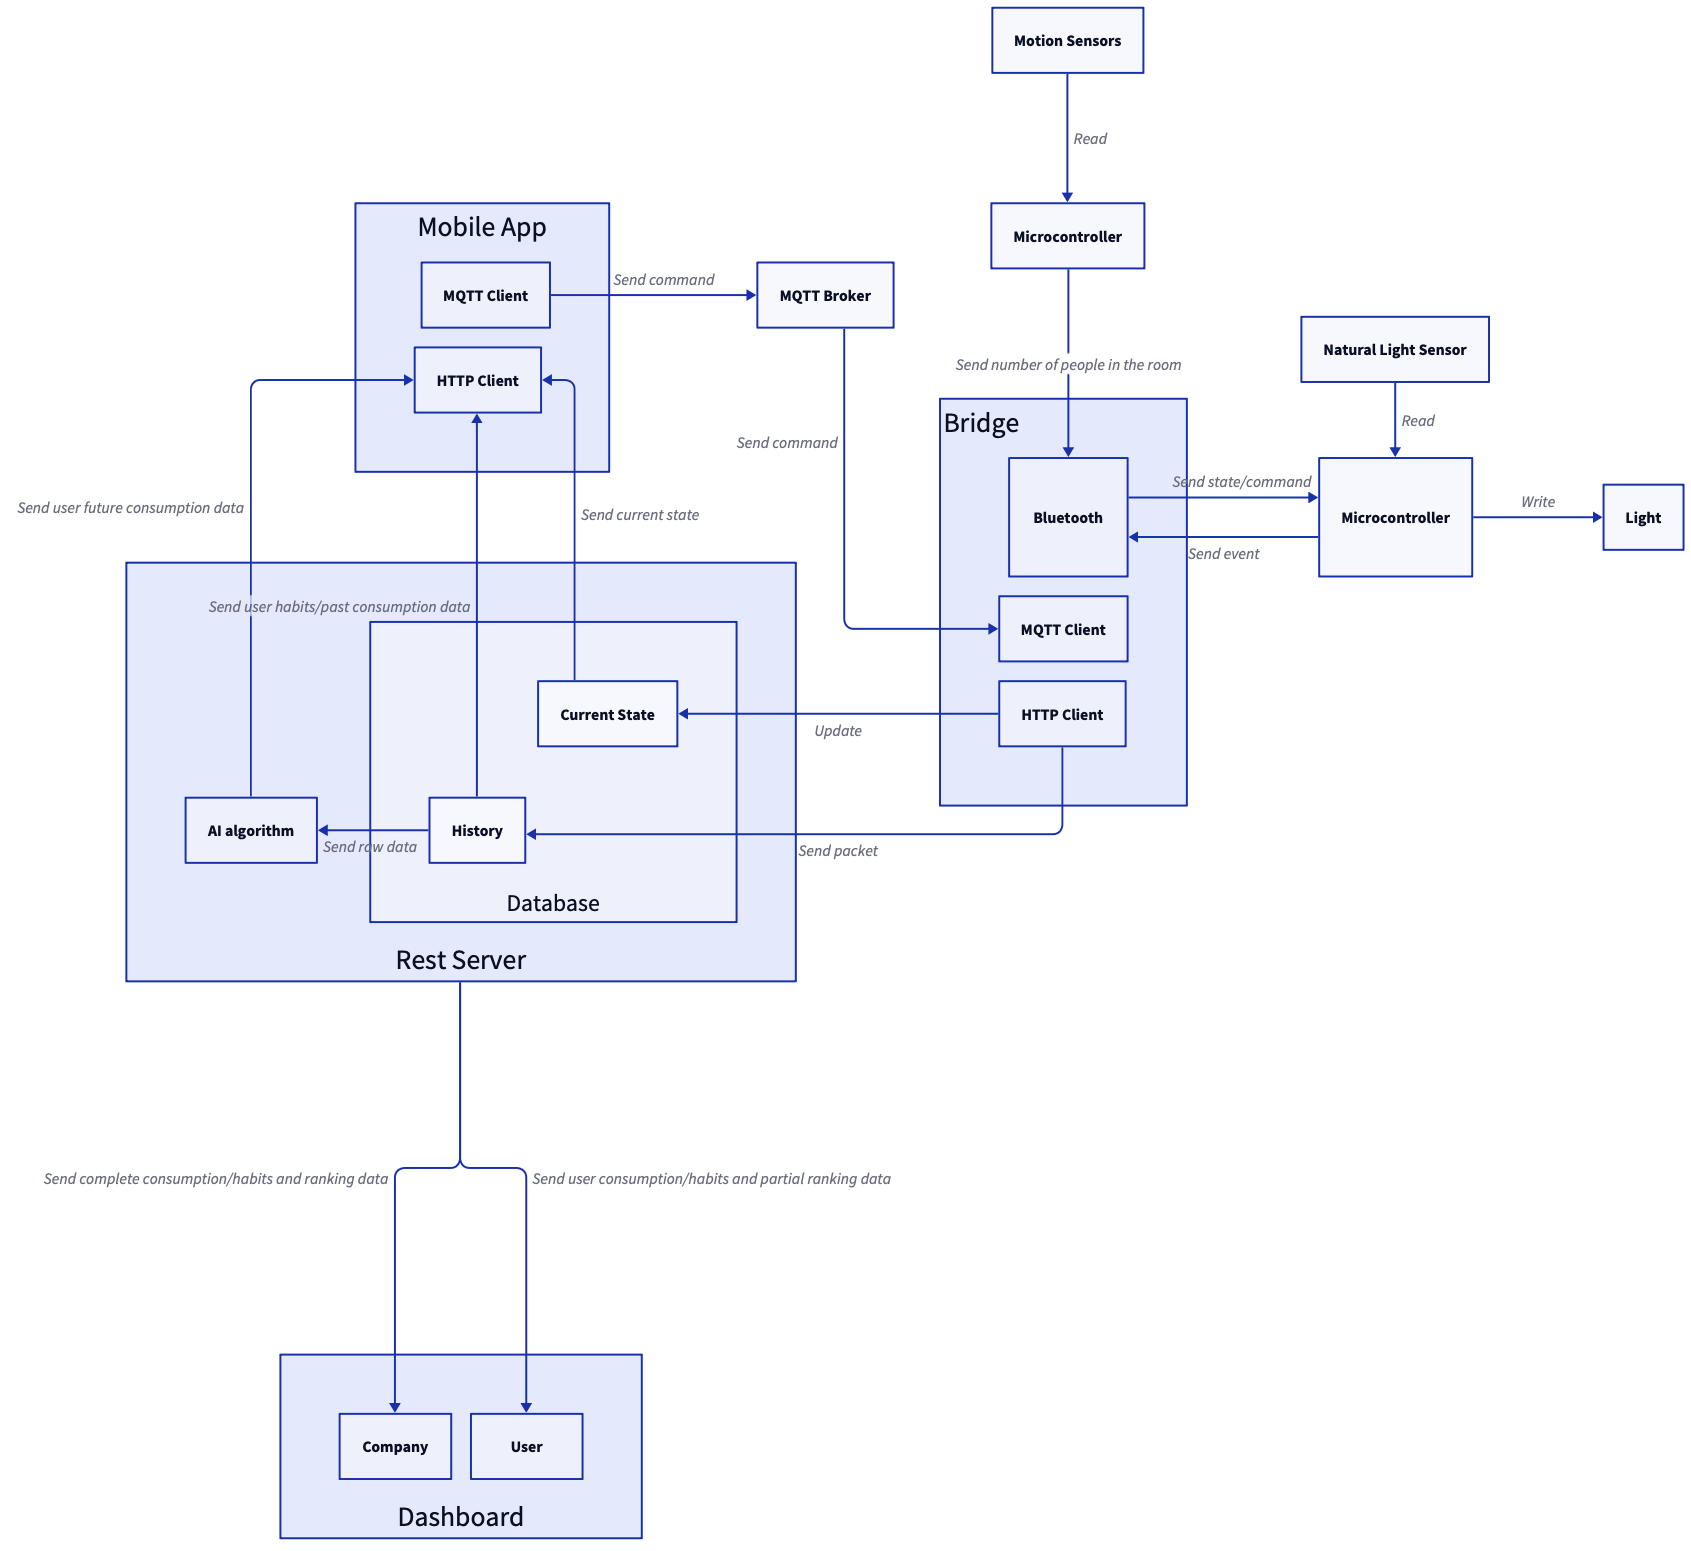 Motion Sensors
Read
Microcontroller
Mobile App
MQTT Client
Send command
MQTT Broker
HTTP Client
Send number of people in the room
Natural Light Sensor
Read
Bridge
Send command
Bluetooth
Send state/command
Send event
Microcontroller
Write
Light
Send user future consumption data
Send current state
Send user habits/past consumption data
MQTT Client
HTTP Client
Current State
Update
AI algorithm
Send raw data
History
Send packet
Database
Rest Server
Send complete consumption/habits and ranking data
Send user consumption/habits and partial ranking data
Company
User
Dashboard